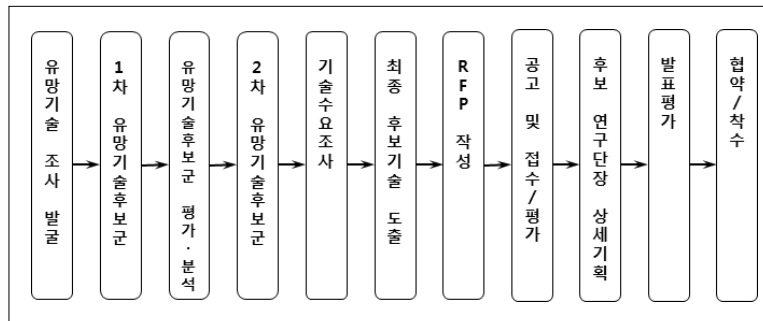 유망기술 조사 발굴
1차 유망기술후보군
유망기술후보군 평가·분석
2차 유망기술후보군
기술수요조사
최종 후보기술 도출
RFP 작성
공고 및 접수/평가
후보 연구단장 상세기획
발표평가
협약/착수